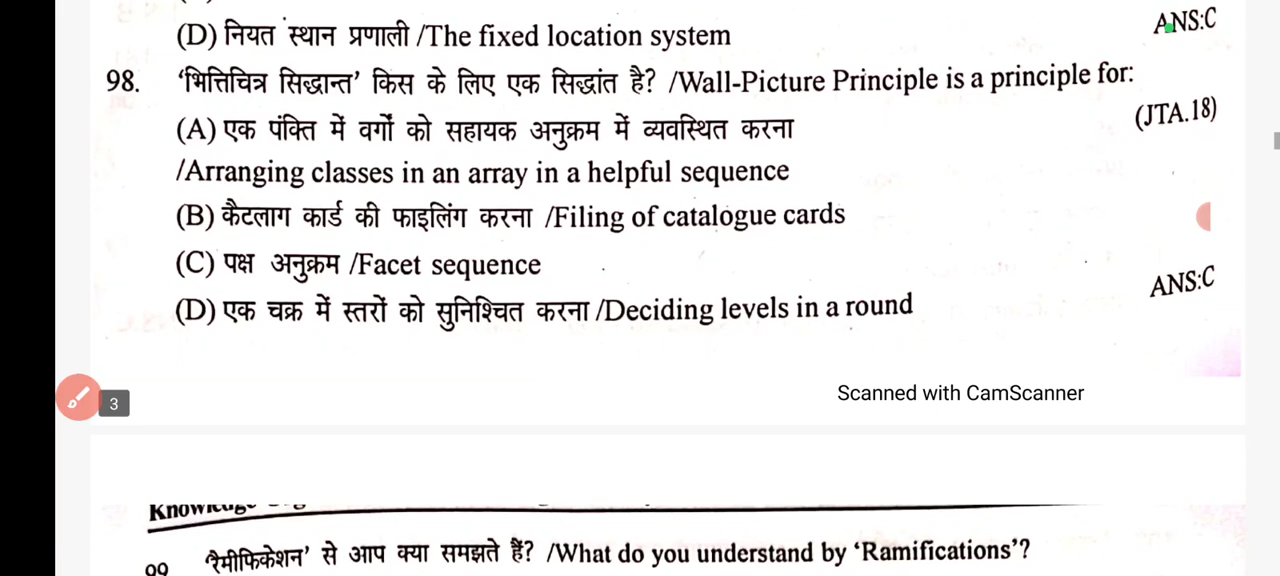 (D) नियत स्थान प्रणाली /The fixed location system
ANS:C
98. 'भित्तिचित्र सिद्धान्त' किस के लिए एक सिद्धांत है? /Wall-Picture Principle is a principle for:
(JTA.18)
(A) एक पंक्ति में वर्गों को सहायक अनुक्रम में व्यवस्थित करना
/Arranging classes in an array in a helpful sequence
(B) कैटलाग कार्ड की फाइलिंग करना /Filing of catalogue cards
(C) पक्ष अनुक्रम /Facet sequence
ANS:C
(D) एक चक्र में स्तरों को सुनिश्चित करना /Deciding levels in a round
3
Scanned with CamScanner
99 'रैमीफिकेशन' से आप क्या समझते हैं? /What do you understand by 'Ramifications'?